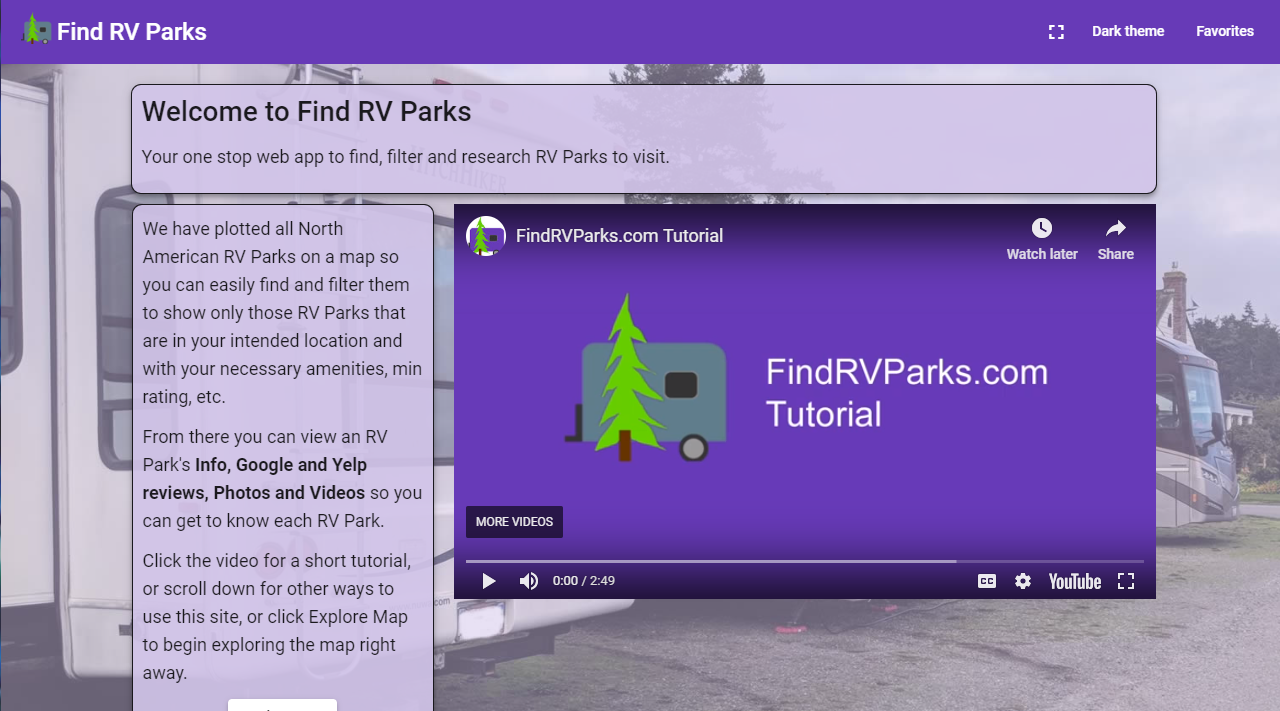 Find RV Parks
Dark theme
Favorites
Welcome to Find RV Parks
Your one stop web app to find, filter and research RV Parks to visit.
HITCHHIKER
We have plotted all North
American RV Parks on a map so
you can easily find and filter them
to show only those RV Parks that
are in your intended location and
with your necessary amenities, min
rating, etc.
From there you can view an RV
Park's Info, Google and Yelp
reviews, Photos and Videos so you
can get to know each RV Park.
Click the video for a short tutorial,
or scroll down for other ways to
use this site, or click Explore Map
to begin exploring the map right
away.
FindRVParks.com Tutorial
Watch later
Share
FindRVParks.com
Tutorial
MORE VIDEOS
0:00 / 2:49
CC
YouTube
.com